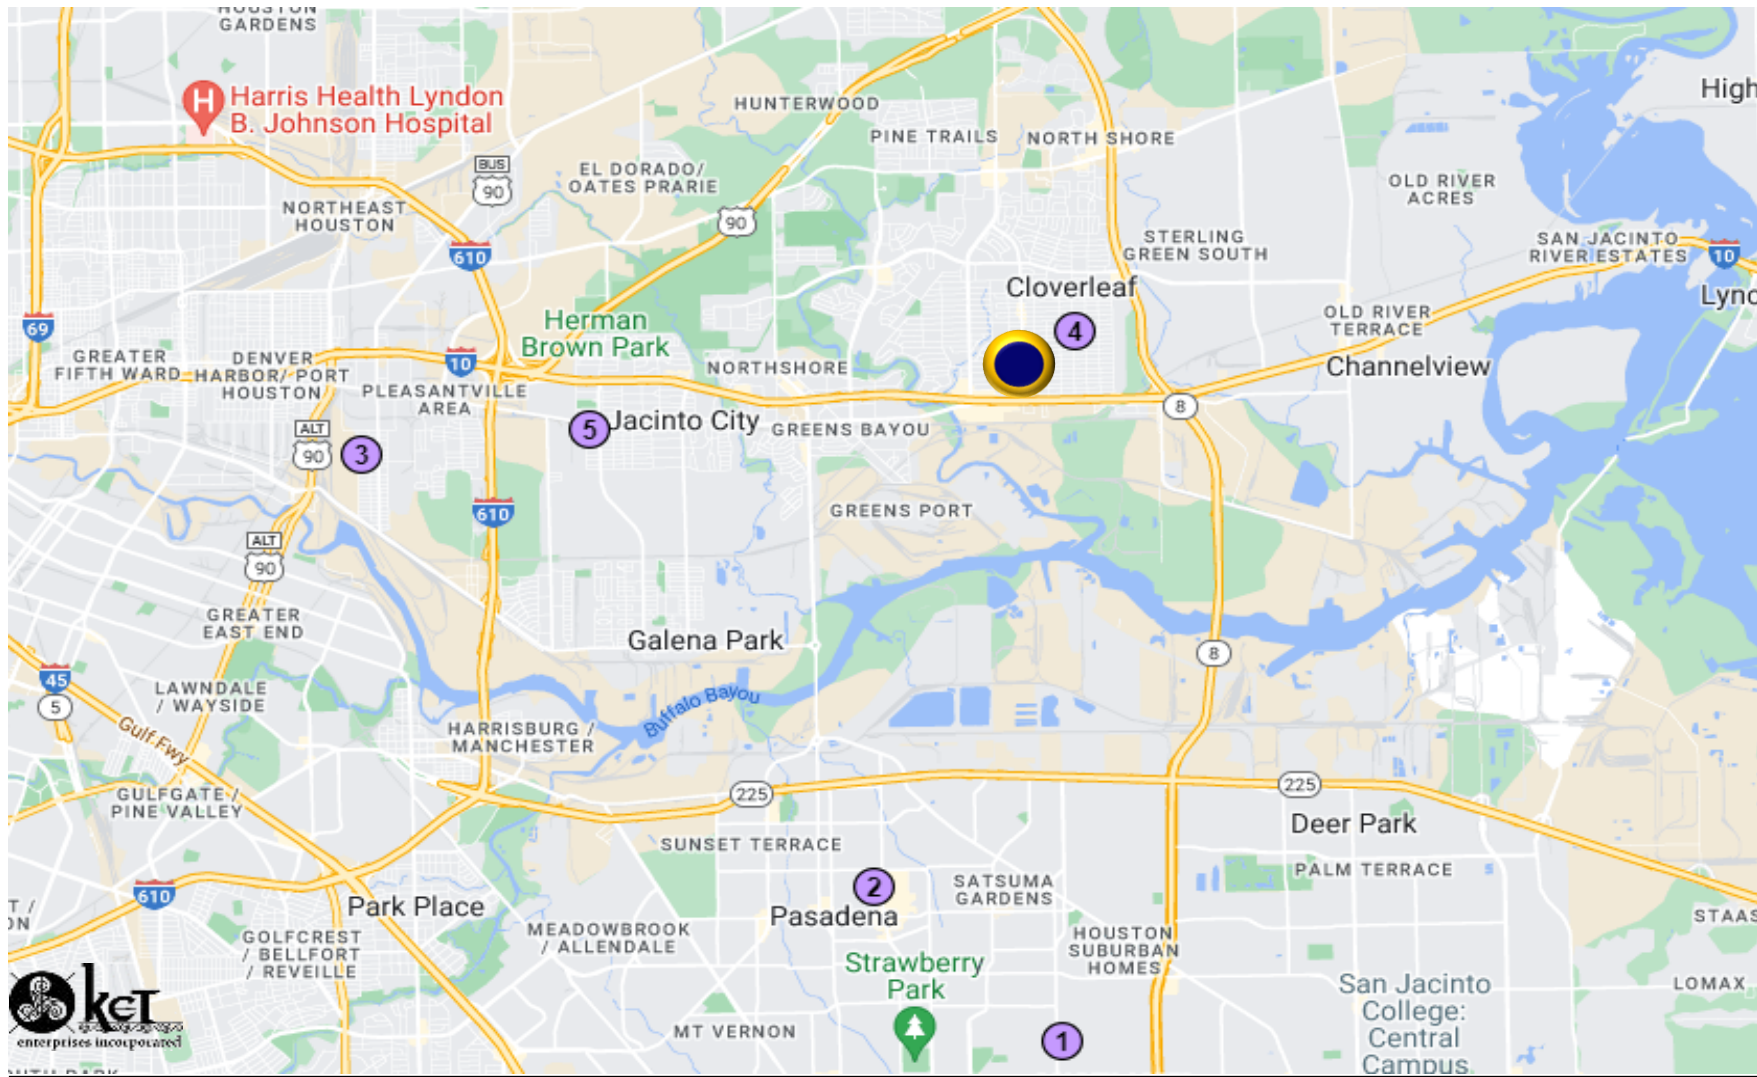 HOUSTON
GARDENS
Harris Health Lyndon
B. Johnson Hospital
H
HUNTERWOOD
PINE TRAILS
NORTH SHORE
High
BUS
90
EL DORADO/
OATES PRARIE
OLD RIVER
ACRES
NORTHEAST
HOUSTON
90
610
STERLING
GREEN SOUTH
SAN JACINTO
RIVER ESTATES
10
Cloverleaf
Lync
69
Herman
Brown Park
4
OLD RIVER
TERRACE
GREATER
FIFTH WARD
DENVER
HARBOR/ PORT
HOUSTON
10
PLEASANTVILLE
AREA
NORTHSHORE
Channelview
8
ALT
90
3
5
Jacinto City
GREENS BAYOU
610
GREENS PORT
ALT
90
GREATER
EAST END
Galena Park
8
45
5
LAWNDALE
/ WAYSIDE
Gulf Fwy
Buffalo Bayou
HARRISBURG /
MANCHESTER
225
225
GULFGATE /
PINE VALLEY
Deer Park
SUNSET TERRACE
PALM TERRACE
610
2
SATSUMA
GARDENS
Park Place
Pasadena
STAAS
T /
ON
GOLFCREST
/ BELLFORT
/ REVEILLE
MEADOWBROOK
/ ALLENDALE
HOUSTON
SUBURBAN
HOMES
Strawberry
Park
San Jacinto
College:
Central
Campus
LOMAX
KCT
enterprises incorporated
MT VERNON
1
UTH PARK